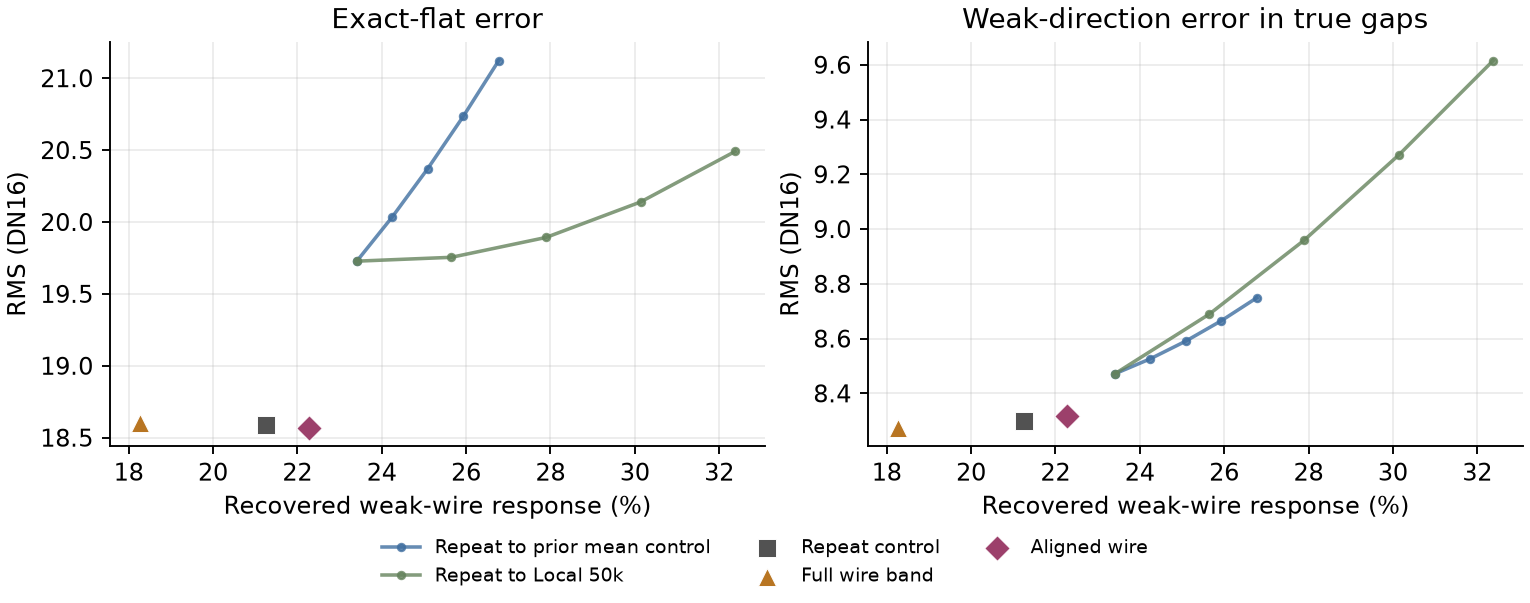 Exact-flat error
RMS (DN16)
21.0
20.5
20.0
19.5
19.0
18.5
18 20 22 24 26 28 30 32
Recovered weak-wire response (%)
Weak-direction error in true gaps
RMS (DN16)
9.6
9.4
9.2
9.0
8.8
8.6
8.4
18 20 22 24 26 28 30 32
Recovered weak-wire response (%)
Repeat to prior mean control
Repeat to Local 50k
Repeat control
Full wire band
Aligned wire